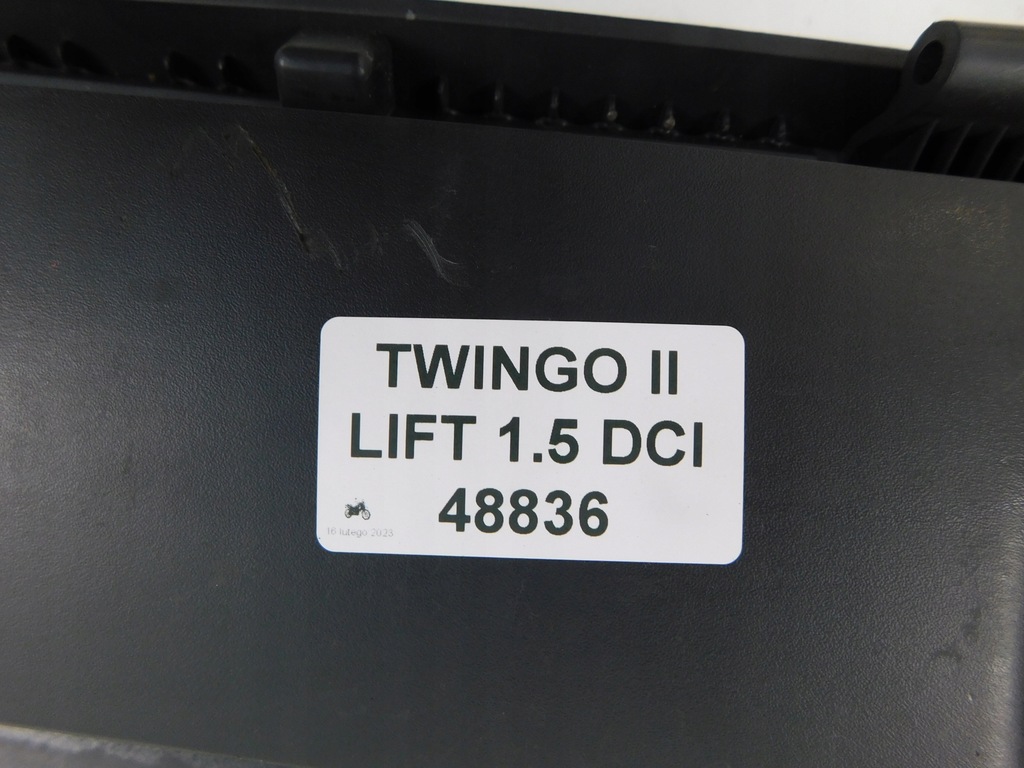 TWINGO II
LIFT 1.5 DCI
48836
16 lutego 2023